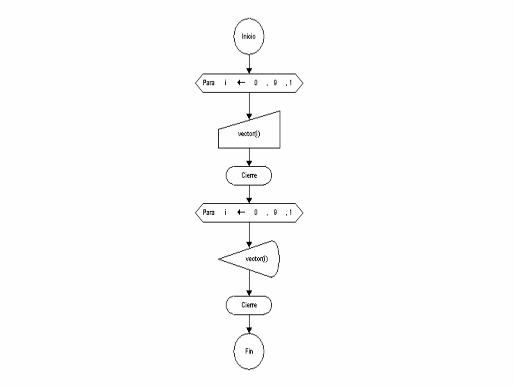 Inicio
Para i ← 0 , 9 , 1
vector(i)
Cierre
Para i ← 0 , 9 , 1
vector(i)
Cierre
Fin